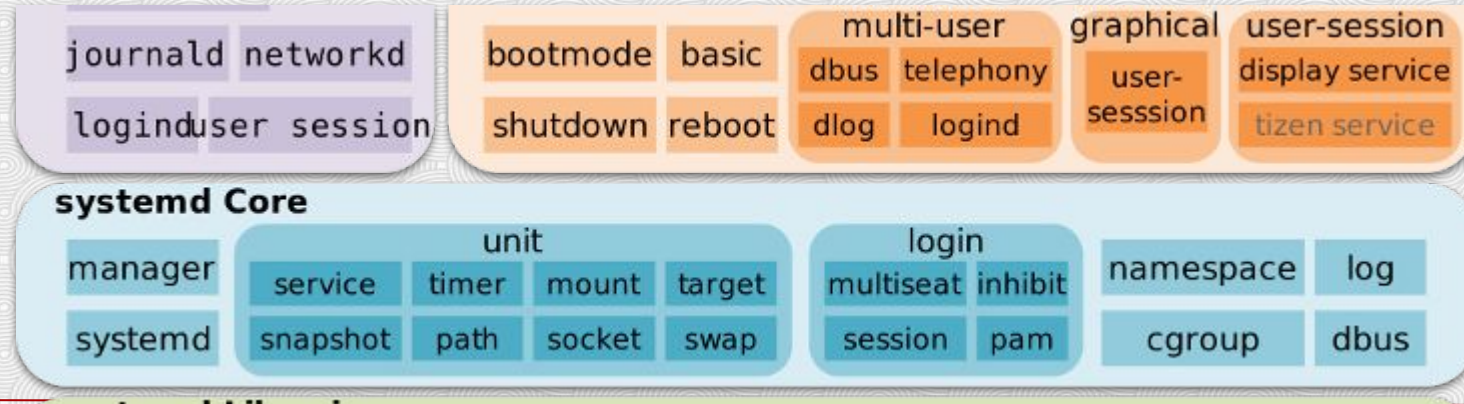 journald networkd
logind user session
bootmode basic
shutdown reboot
multi-user
dbus telephony
dlog logind
graphical
user-
sesssion
user-session
display service
tizen service
systemd Core
manager
systemd
unit
service timer mount target
snapshot path socket swap
login
multiseat inhibit
session pam
namespace log
cgroup dbus